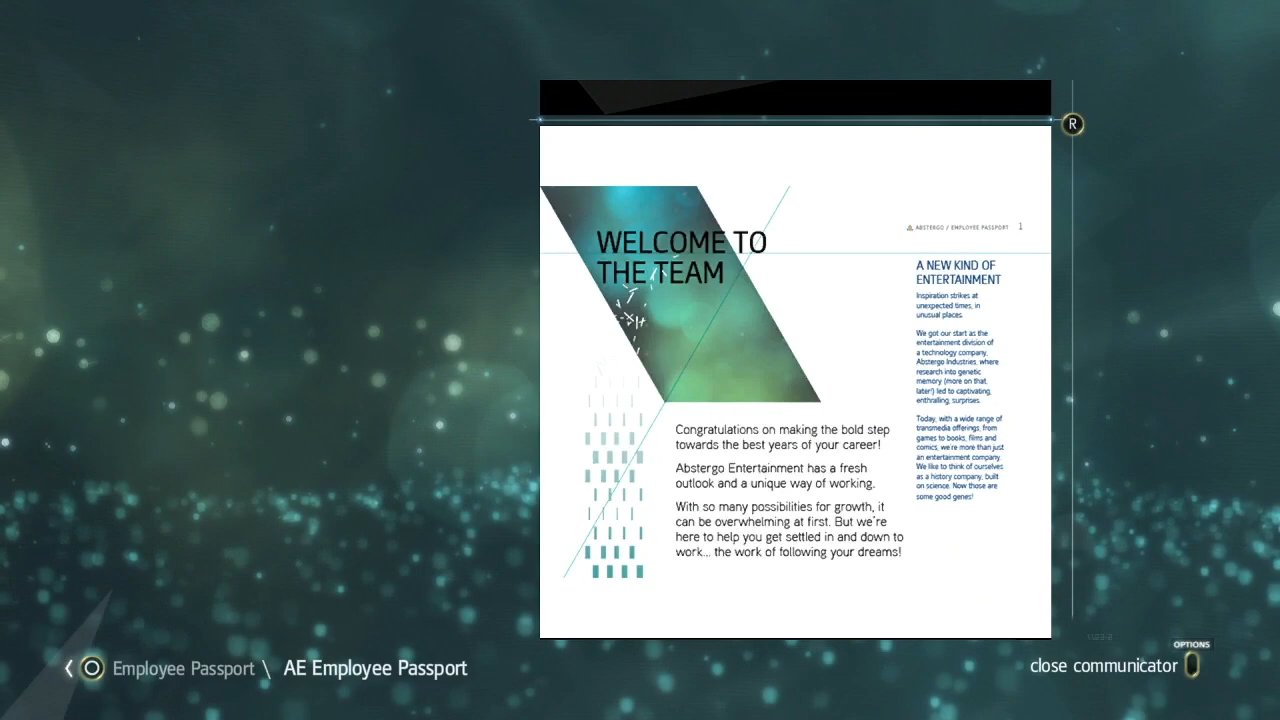 R
ABSTERGO / EMPLOYEE PASSPORT 1
WELCOME TO
THE TEAM
A NEW KIND OF
ENTERTAINMENT
Inspiration strikes at
unexpected times, in
unusual places.
We got our start as the
entertainment division of
a technology company,
Abstergo Industries, where
research into genetic
memory (more on that,
later!) led to captivating,
enthralling, surprises.
Today, with a wide range of
transmedia offerings, from
games to books, films and
comics, we're more than just
an entertainment company.
We like to think of ourselves
as a history company, built
on science. Now those are
some good genes!
Congratulations on making the bold step
towards the best years of your career!
Abstergo Entertainment has a fresh
outlook and a unique way of working.
With so many possibilities for growth, it
can be overwhelming at first. But we're
here to help you get settled in and down to
work... the work of following your dreams!
Employee Passport \ AE Employee Passport
OPTIONS
close communicator